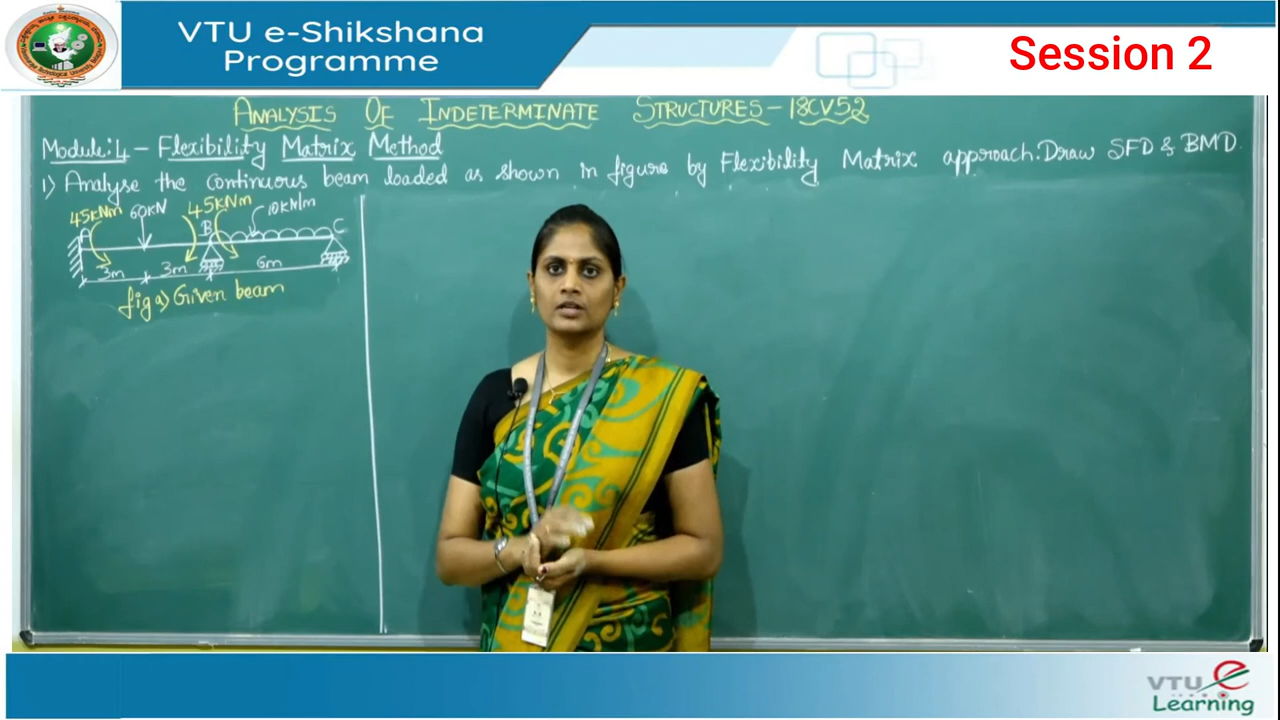 VTU e-Shikshana
Programme
Session 2
ANALYSIS OF INDETERMINATE STRUCTURES-18CV52
Module:4 - Flexibility Matrix Method
1) Analyse the continuous beam loaded as shown in figure by Flexibility Matrix approach. Draw SFD & BMD.
45kNm 60kN 45kNm 10kN/m
A B C
3m 3m 6m
fig a) Given beam
VTU e
Learning